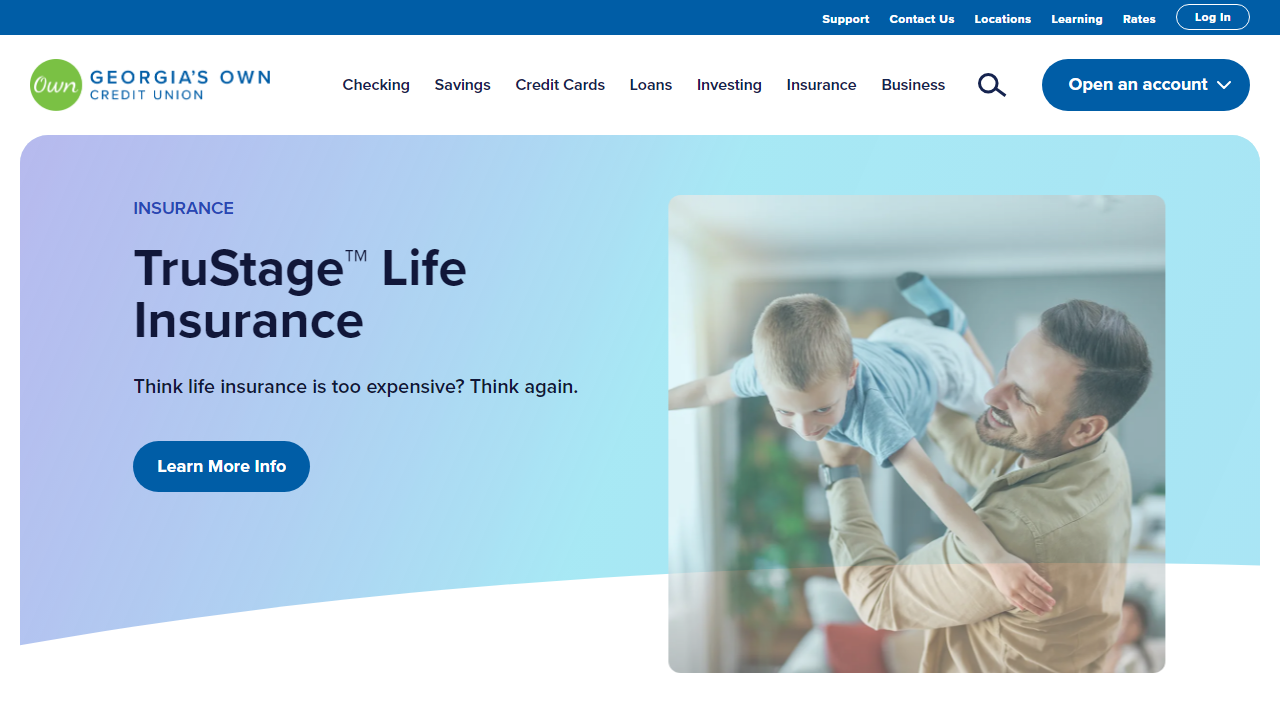 Support Contact Us Locations Learning Rates Log In
Own GEORGIA'S OWN
CREDIT UNION
Checking Savings Credit Cards Loans Investing Insurance Business Open an account
INSURANCE
TruStage™ Life
Insurance
Think life insurance is too expensive? Think again.
Learn More Info